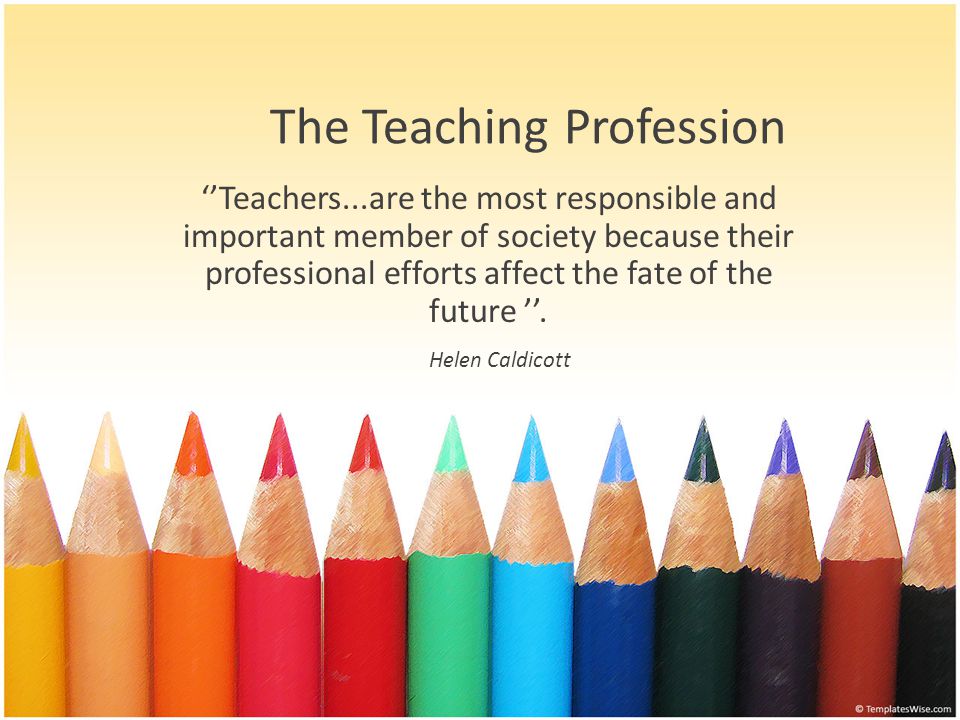 The Teaching Profession
‘’Teachers...are the most responsible and
important member of society because their
professional efforts affect the fate of the
future ’’.
Helen Caldicott
© TemplatesWise.com